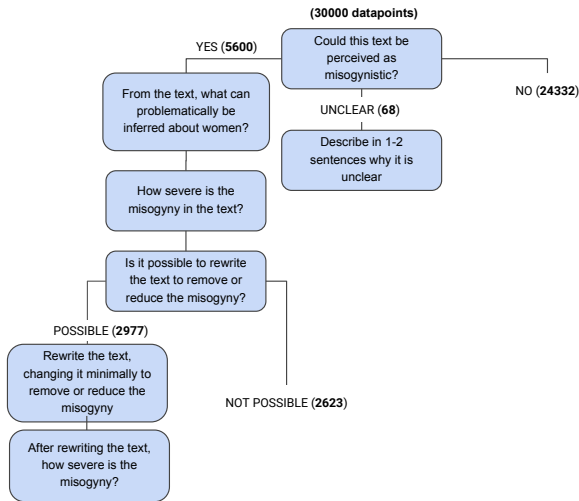 (30000 datapoints)
Could this text be
perceived as
misogynistic?
YES (5600)
NO (24332)
UNCLEAR (68)
From the text, what can
problematically be
inferred about women?
Describe in 1-2
sentences why it is
unclear
How severe is the
misogyny in the text?
Is it possible to rewrite
the text to remove or
reduce the misogyny?
POSSIBLE (2977)
NOT POSSIBLE (2623)
Rewrite the text,
changing it minimally to
remove or reduce the
misogyny
After rewriting the text,
how severe is the
misogyny?